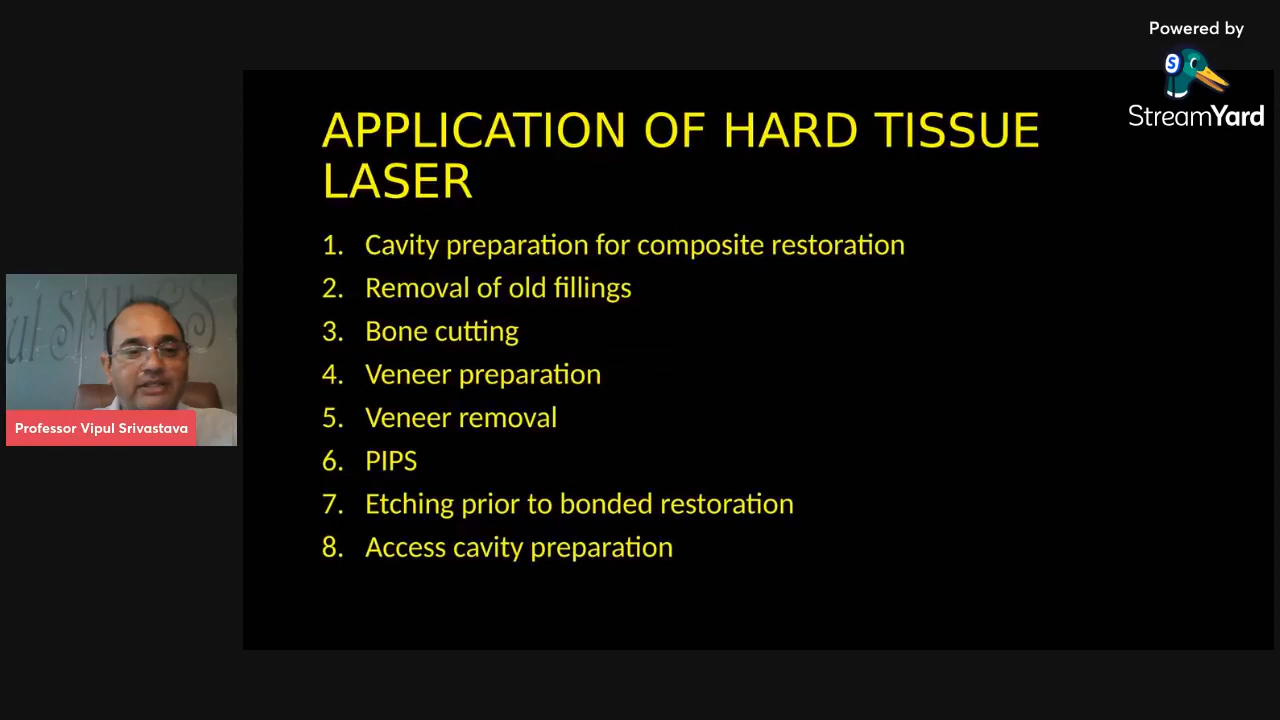 Powered by
StreamYard
APPLICATION OF HARD TISSUE
LASER
1. Cavity preparation for composite restoration
2. Removal of old fillings
3. Bone cutting
4. Veneer preparation
5. Veneer removal
6. PIPS
7. Etching prior to bonded restoration
8. Access cavity preparation
SMILES
Professor Vipul Srivastava